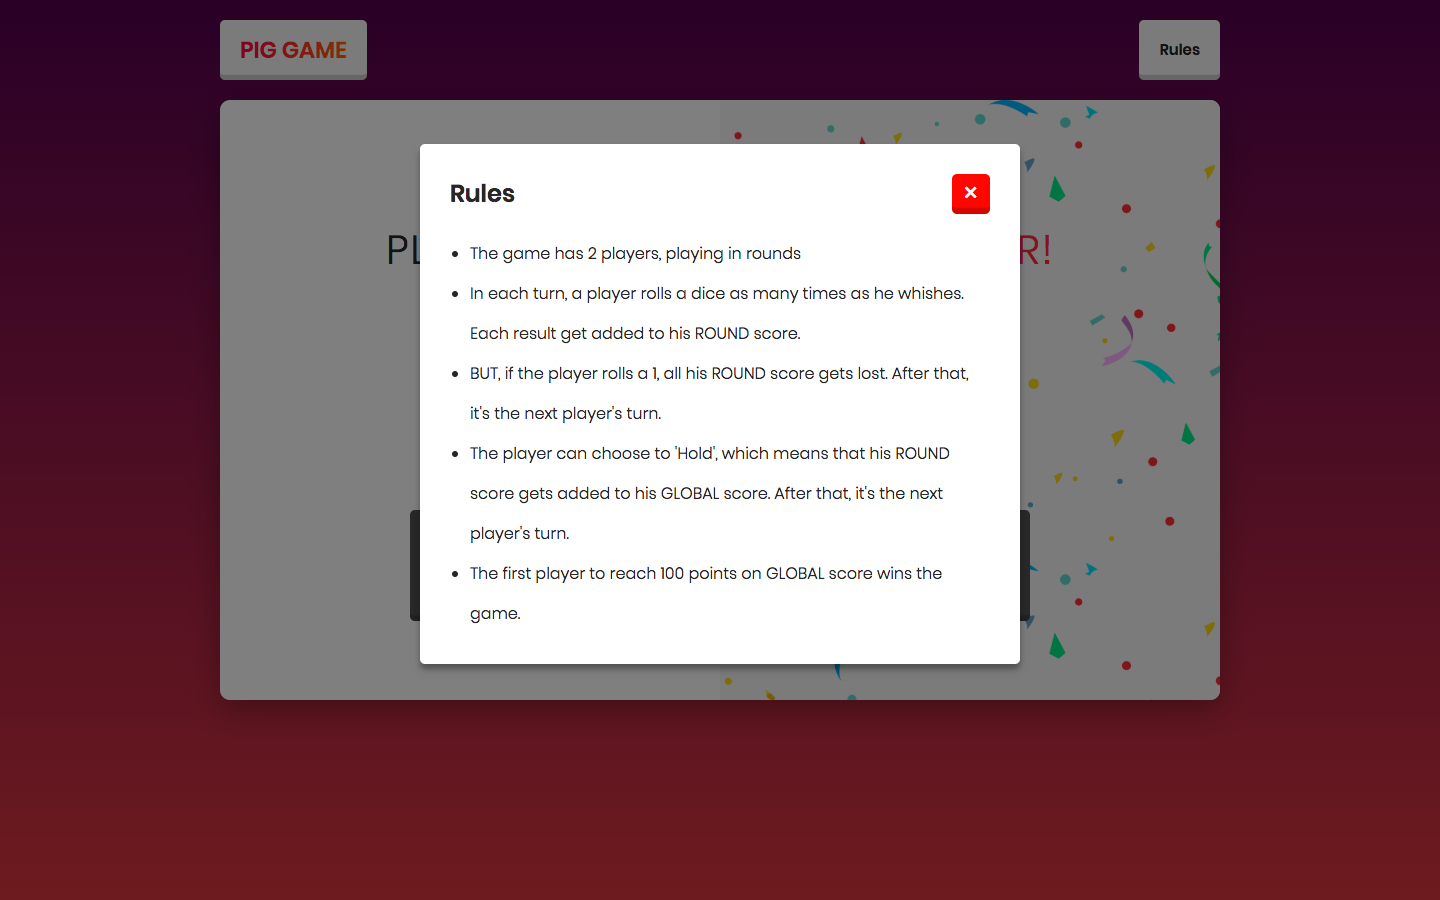 PIG GAME
Rules
Rules
The game has 2 players, playing in rounds
In each turn, a player rolls a dice as many times as he whishes.
Each result get added to his ROUND score.
BUT, if the player rolls a 1, all his ROUND score gets lost. After that,
it's the next player's turn.
The player can choose to 'Hold', which means that his ROUND
score gets added to his GLOBAL score. After that, it's the next
player's turn.
The first player to reach 100 points on GLOBAL score wins the
game.